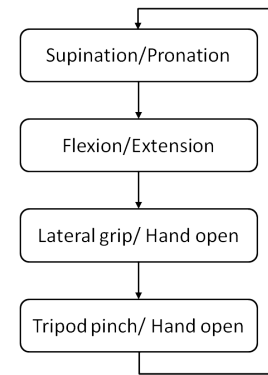 Supination/Pronation
Flexion/Extension
Lateral grip/ Hand open
Tripod pinch/ Hand open